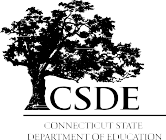 CSDE
CONNECTICUT STATE
DEPARTMENT OF EDUCATION